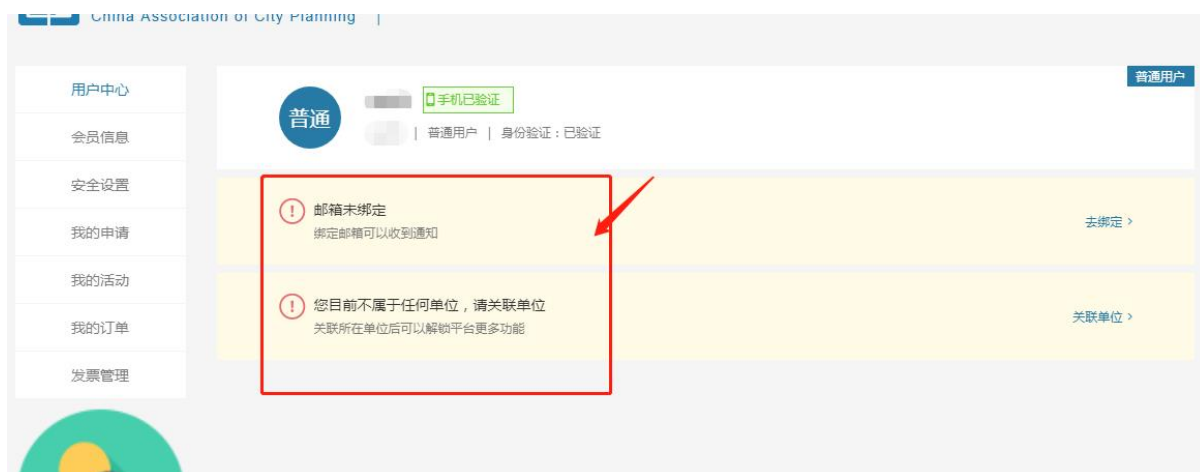 China Association of City Planning |
用户中心
会员信息
安全设置
我的申请
我的活动
我的订单
发票管理
普通用户
普通
手机已验证
| 普通用户 | 身份验证：已验证
邮箱未绑定
绑定邮箱可以收到通知
去绑定 >
您目前不属于任何单位，请关联单位
关联所在单位后可以解锁平台更多功能
关联单位 >